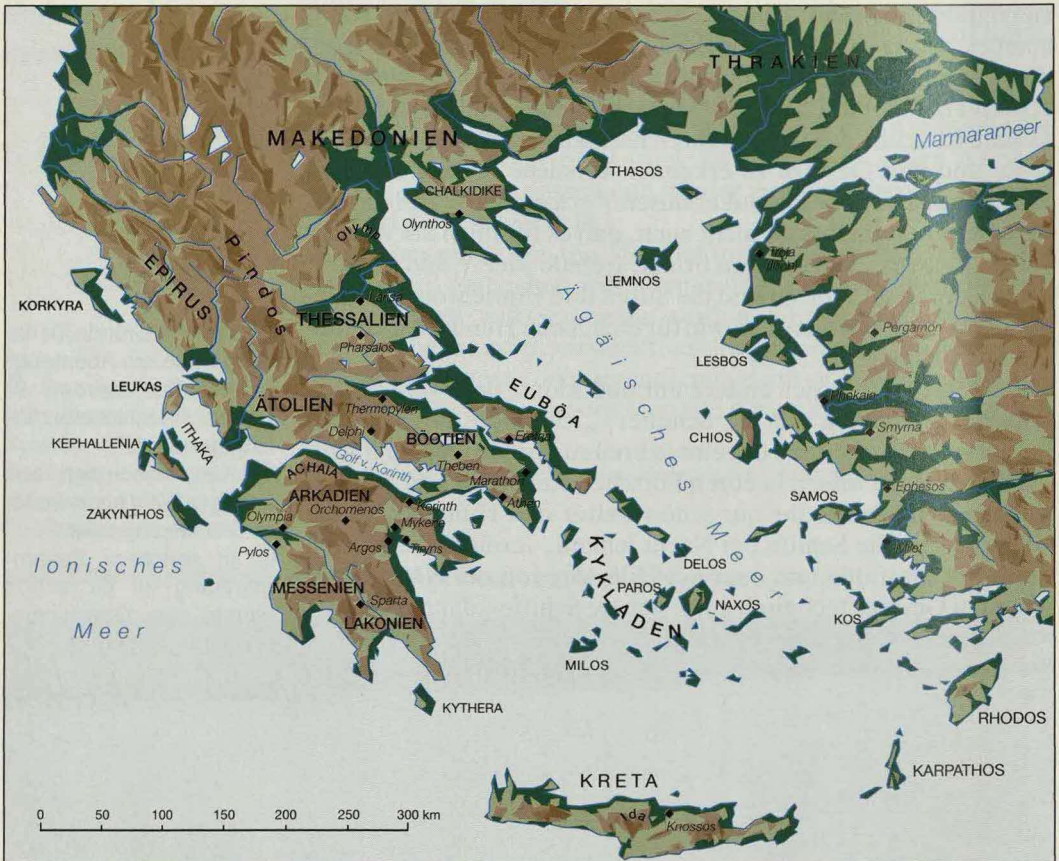 THRAKIEN
Marmarameer
MAKEDONIEN
THASOS
CHALKIDIKE
Olynthos
Olymp
Pindos
EPIRUS
KORKYRA
LEMNOS
Troja
(Ilion)
Ägäisches Meer
Larisa
THESSALIEN
Pharsalos
Pergamon
LESBOS
LEUKAS
ÄTOLIEN
Thermopylen
EUBÖA
Phokaia
Delphi
BÖOTIEN
Eretria
CHIOS
Smyrna
KEPHALLENIA
ITHAKA
Golf v. Korinth
Theben
Marathon
ACHAIA
ARKADIEN
Orchomenos
Korinth
Athen
SAMOS
Ephesos
ZAKYNTHOS
Olympia
Mykene
Pylos
Argos
Tiryns
Milet
Ionisches
Meer
KYKLADEN
DELOS
MESSENIEN
PAROS
NAXOS
Sparta
LAKONIEN
KOS
MILOS
KYTHERA
RHODOS
KARPATHOS
KRETA
Ida
Knossos
0 50 100 150 200 250 300 km